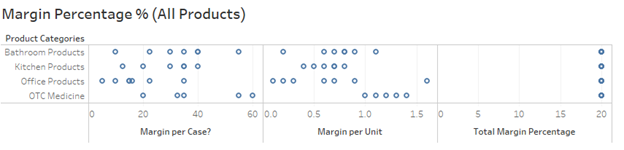 Margin Percentage % (All Products)
Product Categories
Bathroom Products
Kitchen Products
Office Products
OTC Medicine
0 20 40 60 0.0 0.5 1.0 1.5 0 5 10 15 20
Margin per Case? Margin per Unit Total Margin Percentage